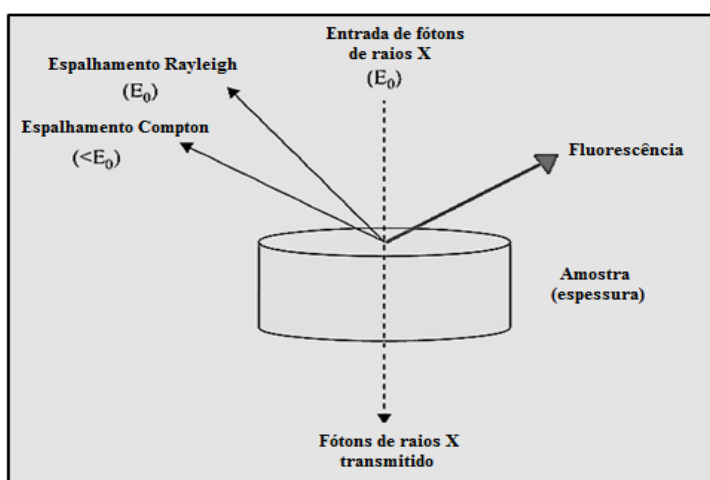 Entrada de fótons
de raios X
(E₀)
Espalhamento Rayleigh
(E₀)
Espalhamento Compton
(<E₀)
Fluorescência
Amostra
(espessura)
Fótons de raios X
transmitido